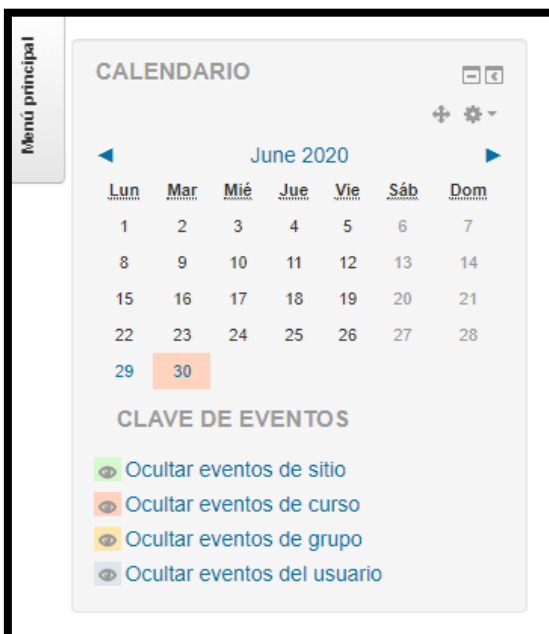 Menú principal
CALENDARIO
June 2020
Lun Mar Mié Jue Vie Sáb Dom
1 2 3 4 5 6 7
8 9 10 11 12 13 14
15 16 17 18 19 20 21
22 23 24 25 26 27 28
29 30
CLAVE DE EVENTOS
Ocultar eventos de sitio
Ocultar eventos de curso
Ocultar eventos de grupo
Ocultar eventos del usuario